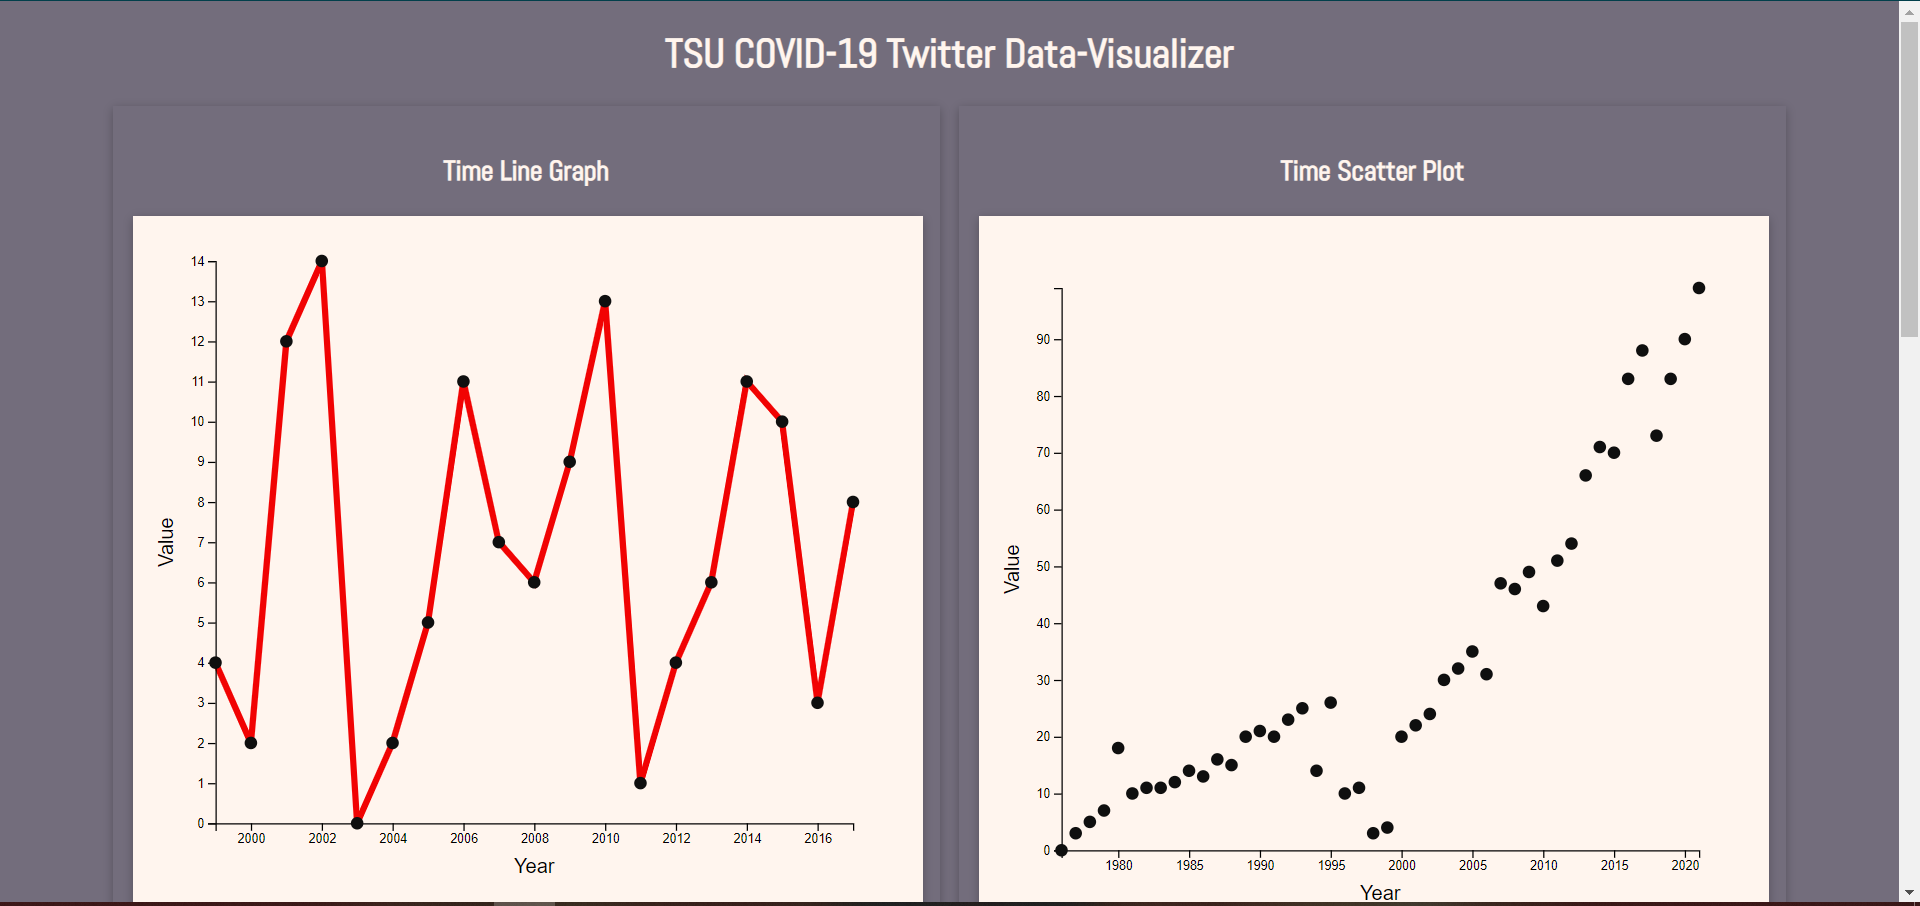 TSU COVID-19 Twitter Data-Visualizer
Time Line Graph
14
13
12
11
10
9
8
7
6
5
4
3
2
1
0
Value
2000 2002 2004 2006 2008 2010 2012 2014 2016
Year
Time Scatter Plot
90
80
70
60
50
40
30
20
10
0
Value
1980 1985 1990 1995 2000 2005 2010 2015 2020
Year